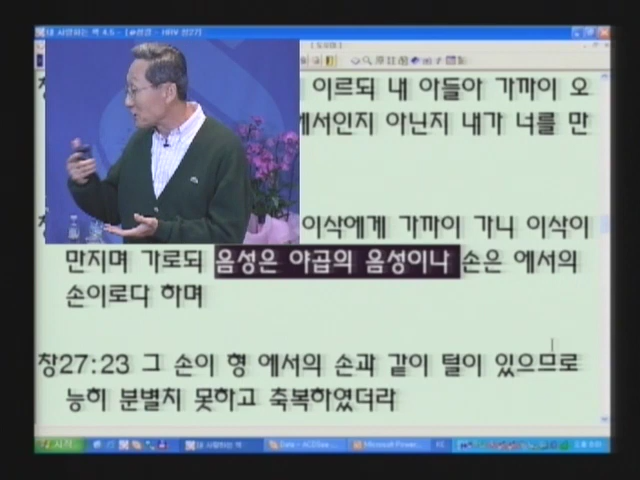 이르되 내 아들아 가까이 오
에서인지 아닌지 내가 너를 만
이삭에게 가까이 가니 이삭이
만지며 가로되 음성은 야곱의 음성이나 손은 에서의
손이로다 하며
창27:23 그 손이 형 에서의 손과 같이 털이 있으므로
능히 분별치 못하고 축복하였더라
시작